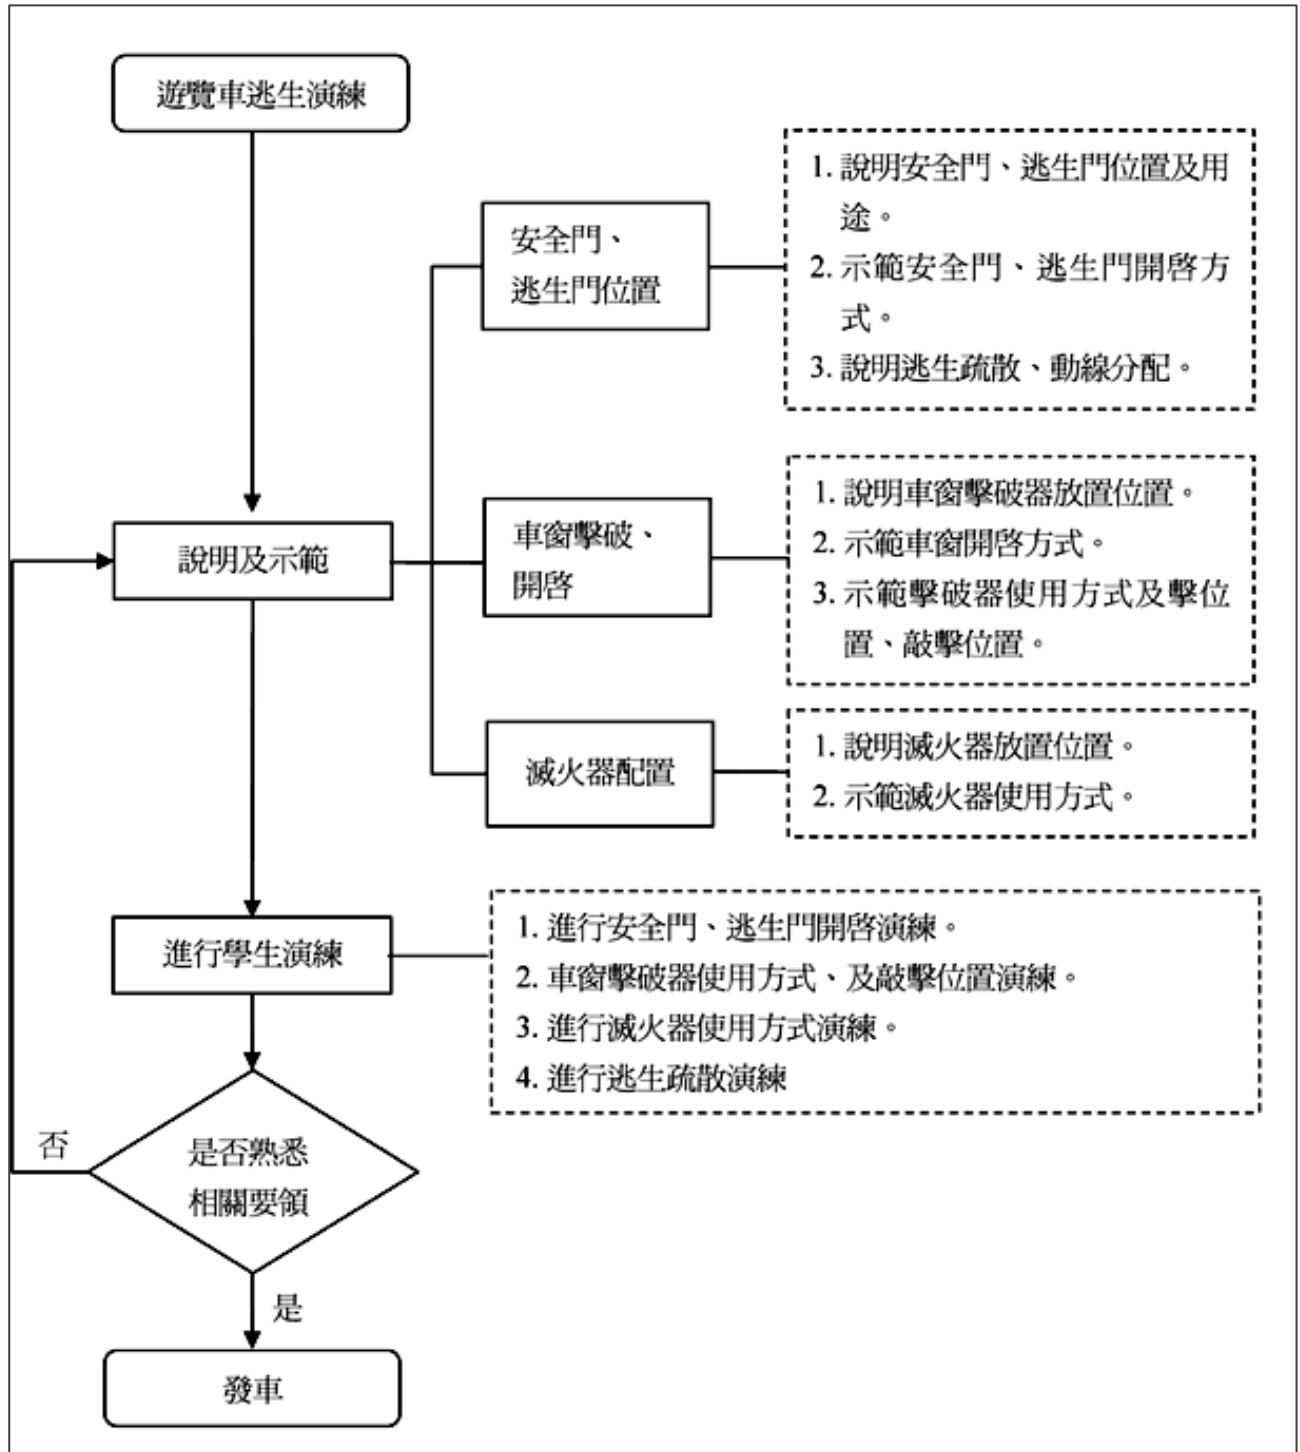 遊覽車逃生演練
安全門、
逃生門位置
1. 說明安全門、逃生門位置及用
途。
2. 示範安全門、逃生門開啓方
式。
3. 說明逃生疏散、動線分配。
說明及示範
車窗擊破、
開啓
1. 說明車窗擊破器放置位置。
2. 示範車窗開啓方式。
3. 示範擊破器使用方式及擊位
置、敲擊位置。
滅火器配置
1. 說明滅火器放置位置。
2. 示範滅火器使用方式。
進行學生演練
1. 進行安全門、逃生門開啓演練。
2. 車窗擊破器使用方式、及敲擊位置演練。
3. 進行滅火器使用方式演練。
4. 進行逃生疏散演練
否
是否熟悉
相關要領
是
發車